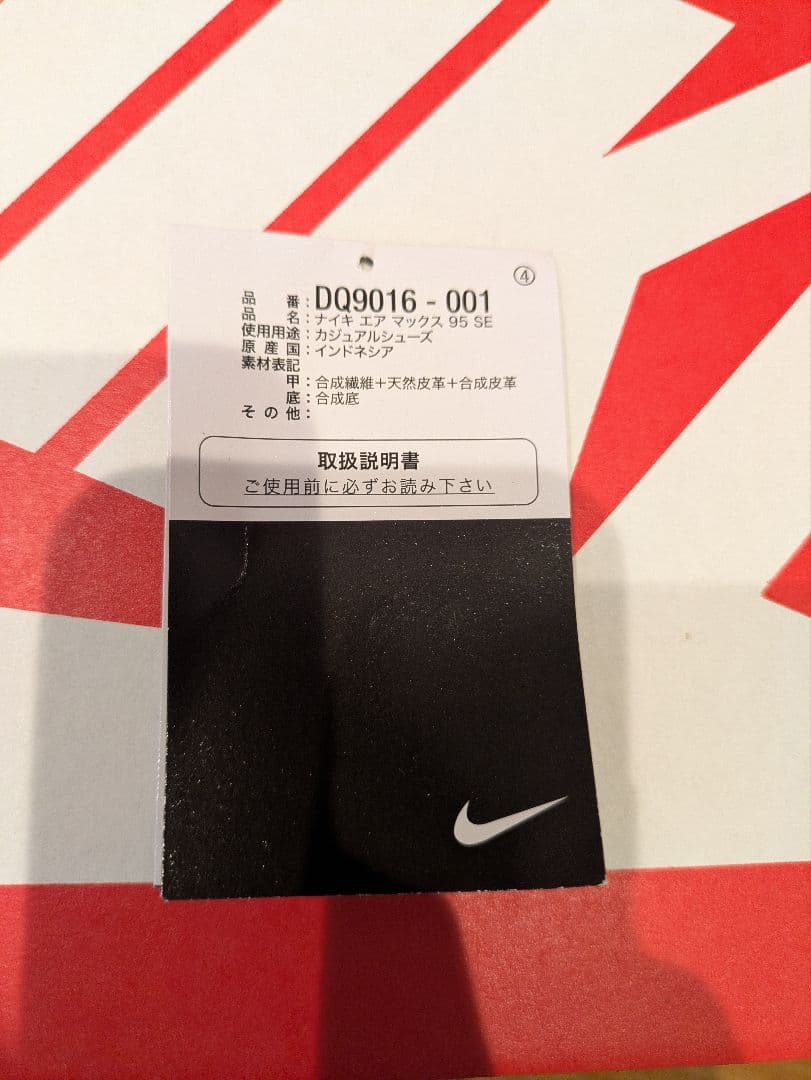 ④
品番：DQ9016 - 001
品名：ナイキ エア マックス 95 SE
使用用途：カジュアルシューズ
原産国：インドネシア
素材表記
甲：合成繊維＋天然皮革＋合成皮革
底：合成底
その他：
取扱説明書
ご使用前に必ずお読み下さい